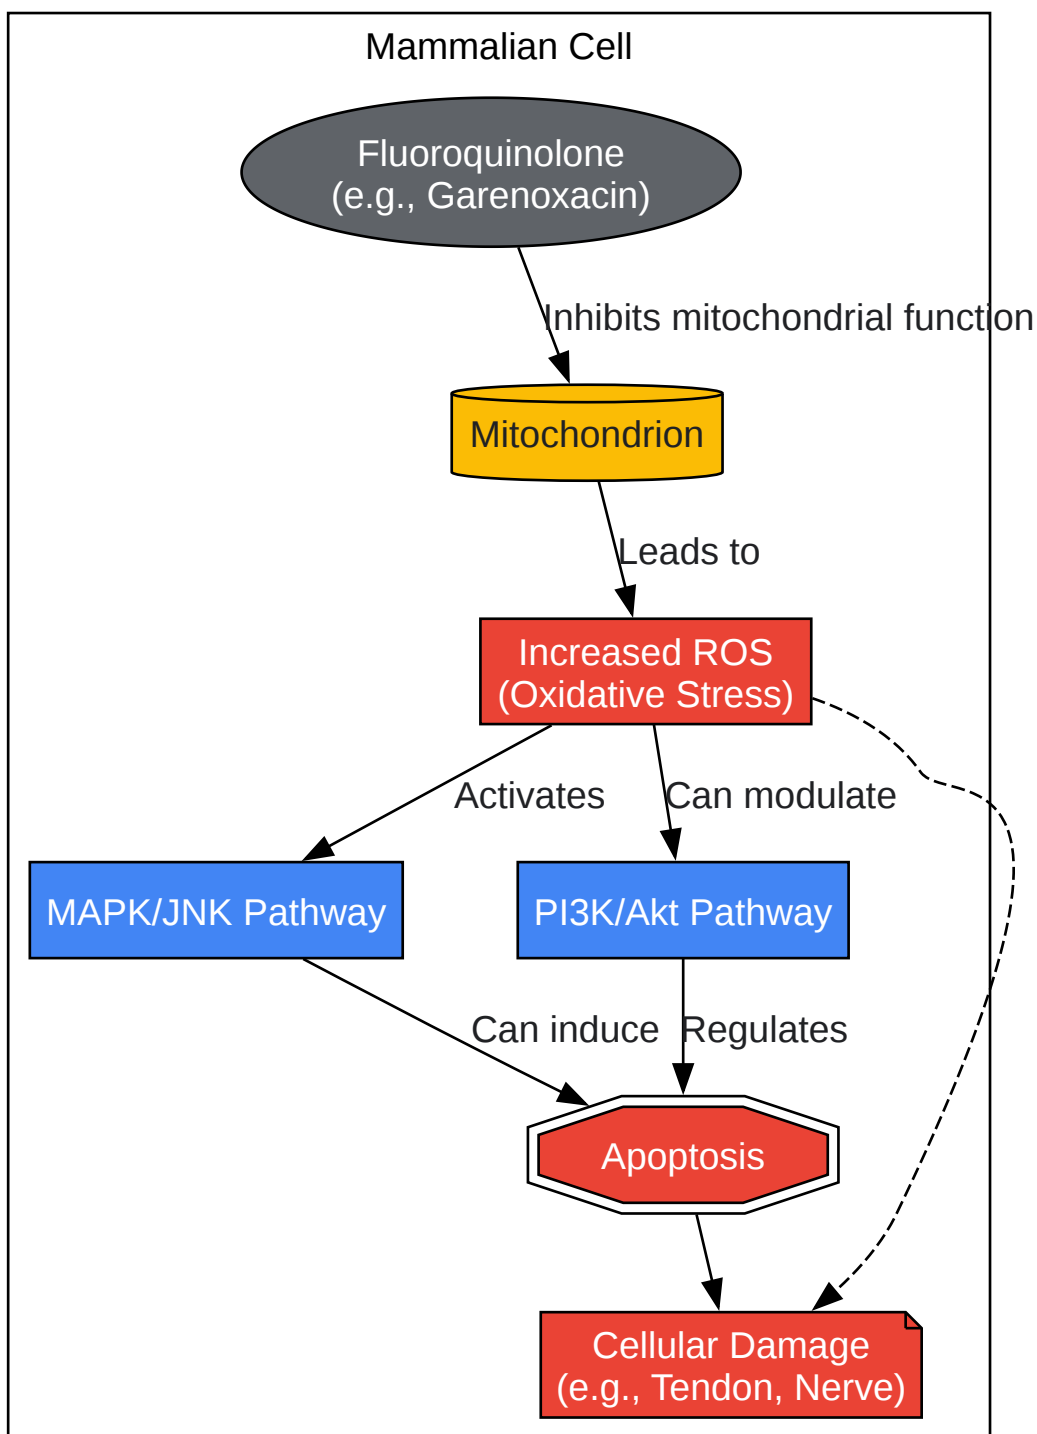 Mammalian Cell
Fluoroquinolone
(e.g., Garenoxacin)
Inhibits mitochondrial function
Mitochondrion
Leads to
Increased ROS
(Oxidative Stress)
Activates
Can modulate
MAPK/JNK Pathway
PI3K/Akt Pathway
Can induce
Regulates
Apoptosis
Cellular Damage
(e.g., Tendon, Nerve)